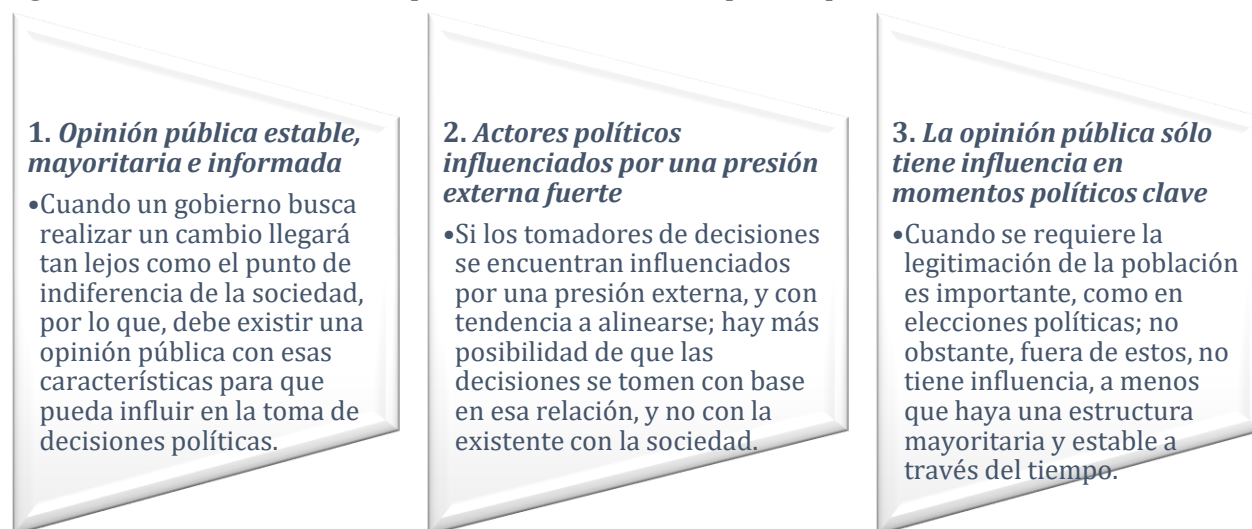 1. Opinión pública estable,
mayoritaria e informada
•Cuando un gobierno busca
realizar un cambio llegará
tan lejos como el punto de
indiferencia de la sociedad,
por lo que, debe existir una
opinión pública con esas
características para que
pueda influir en la toma de
decisiones políticas.
2. Actores políticos
influenciados por una presión
externa fuerte
•Si los tomadores de decisiones
se encuentran influenciados
por una presión externa, y con
tendencia a alinearse; hay más
posibilidad de que las
decisiones se tomen con base
en esa relación, y no con la
existente con la sociedad.
3. La opinión pública sólo
tiene influencia en
momentos políticos clave
•Cuando se requiere la
legitimación de la población
es importante, como en
elecciones políticas; no
obstante, fuera de estos, no
tiene influencia, a menos
que haya una estructura
mayoritaria y estable a
través del tiempo.